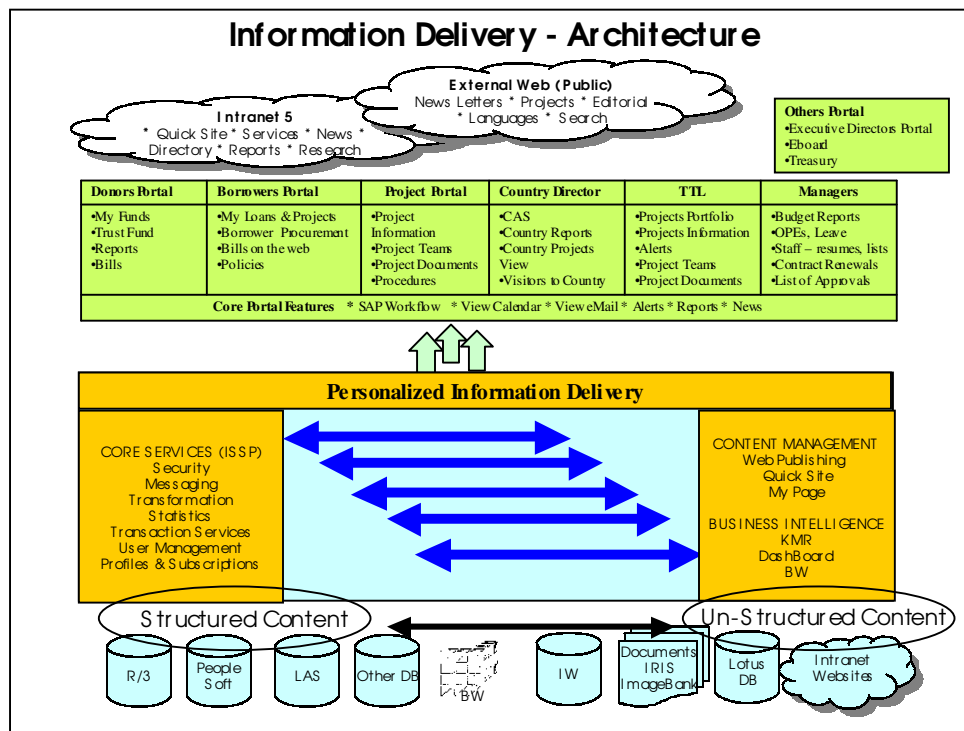 Information Delivery - Architecture
External Web (Public)
News Letters * Projects * Editorial
* Languages * Search
Intranet 5
* Quick Site * Services * News *
Directory * Reports * Research
Others Portal
•Executive Directors Portal
•Eboard
•Treasury
Donors Portal
•My Funds
•Trust Fund
•Reports
•Bills
Borrowers Portal
•My Loans & Projects
•Borrower Procurement
•Bills on the web
•Policies
Project Portal
•Project
Information
•Project Teams
•Project Documents
•Procedures
Country Director
•CAS
•Country Reports
•Country Projects
View
•Visitors to Country
TTL
•Projects Portfolio
•Projects Information
•Alerts
•Project Teams
•Project Documents
Managers
•Budget Reports
•OPEs, Leave
•Staff – resumes, lists
•Contract Renewals
•List of Approvals
Core Portal Features * SAP Workflow * View Calendar * View eMail * Alerts * Reports * News
Personalized Information Delivery
CORE SERVICES (ISSP)
Security
Messaging
Transformation
Statistics
Transaction Services
User Management
Profiles & Subscriptions
CONTENT MANAGEMENT
Web Publishing
Quick Site
My Page
BUSINESS INTELLIGENCE
KMR
DashBoard
BW
Structured Content
Un-Structured Content
R/3
People
Soft
LAS
Other DB
BW
IW
Documents
IRIS
ImageBank
Lotus
DB
Intranet
Websites